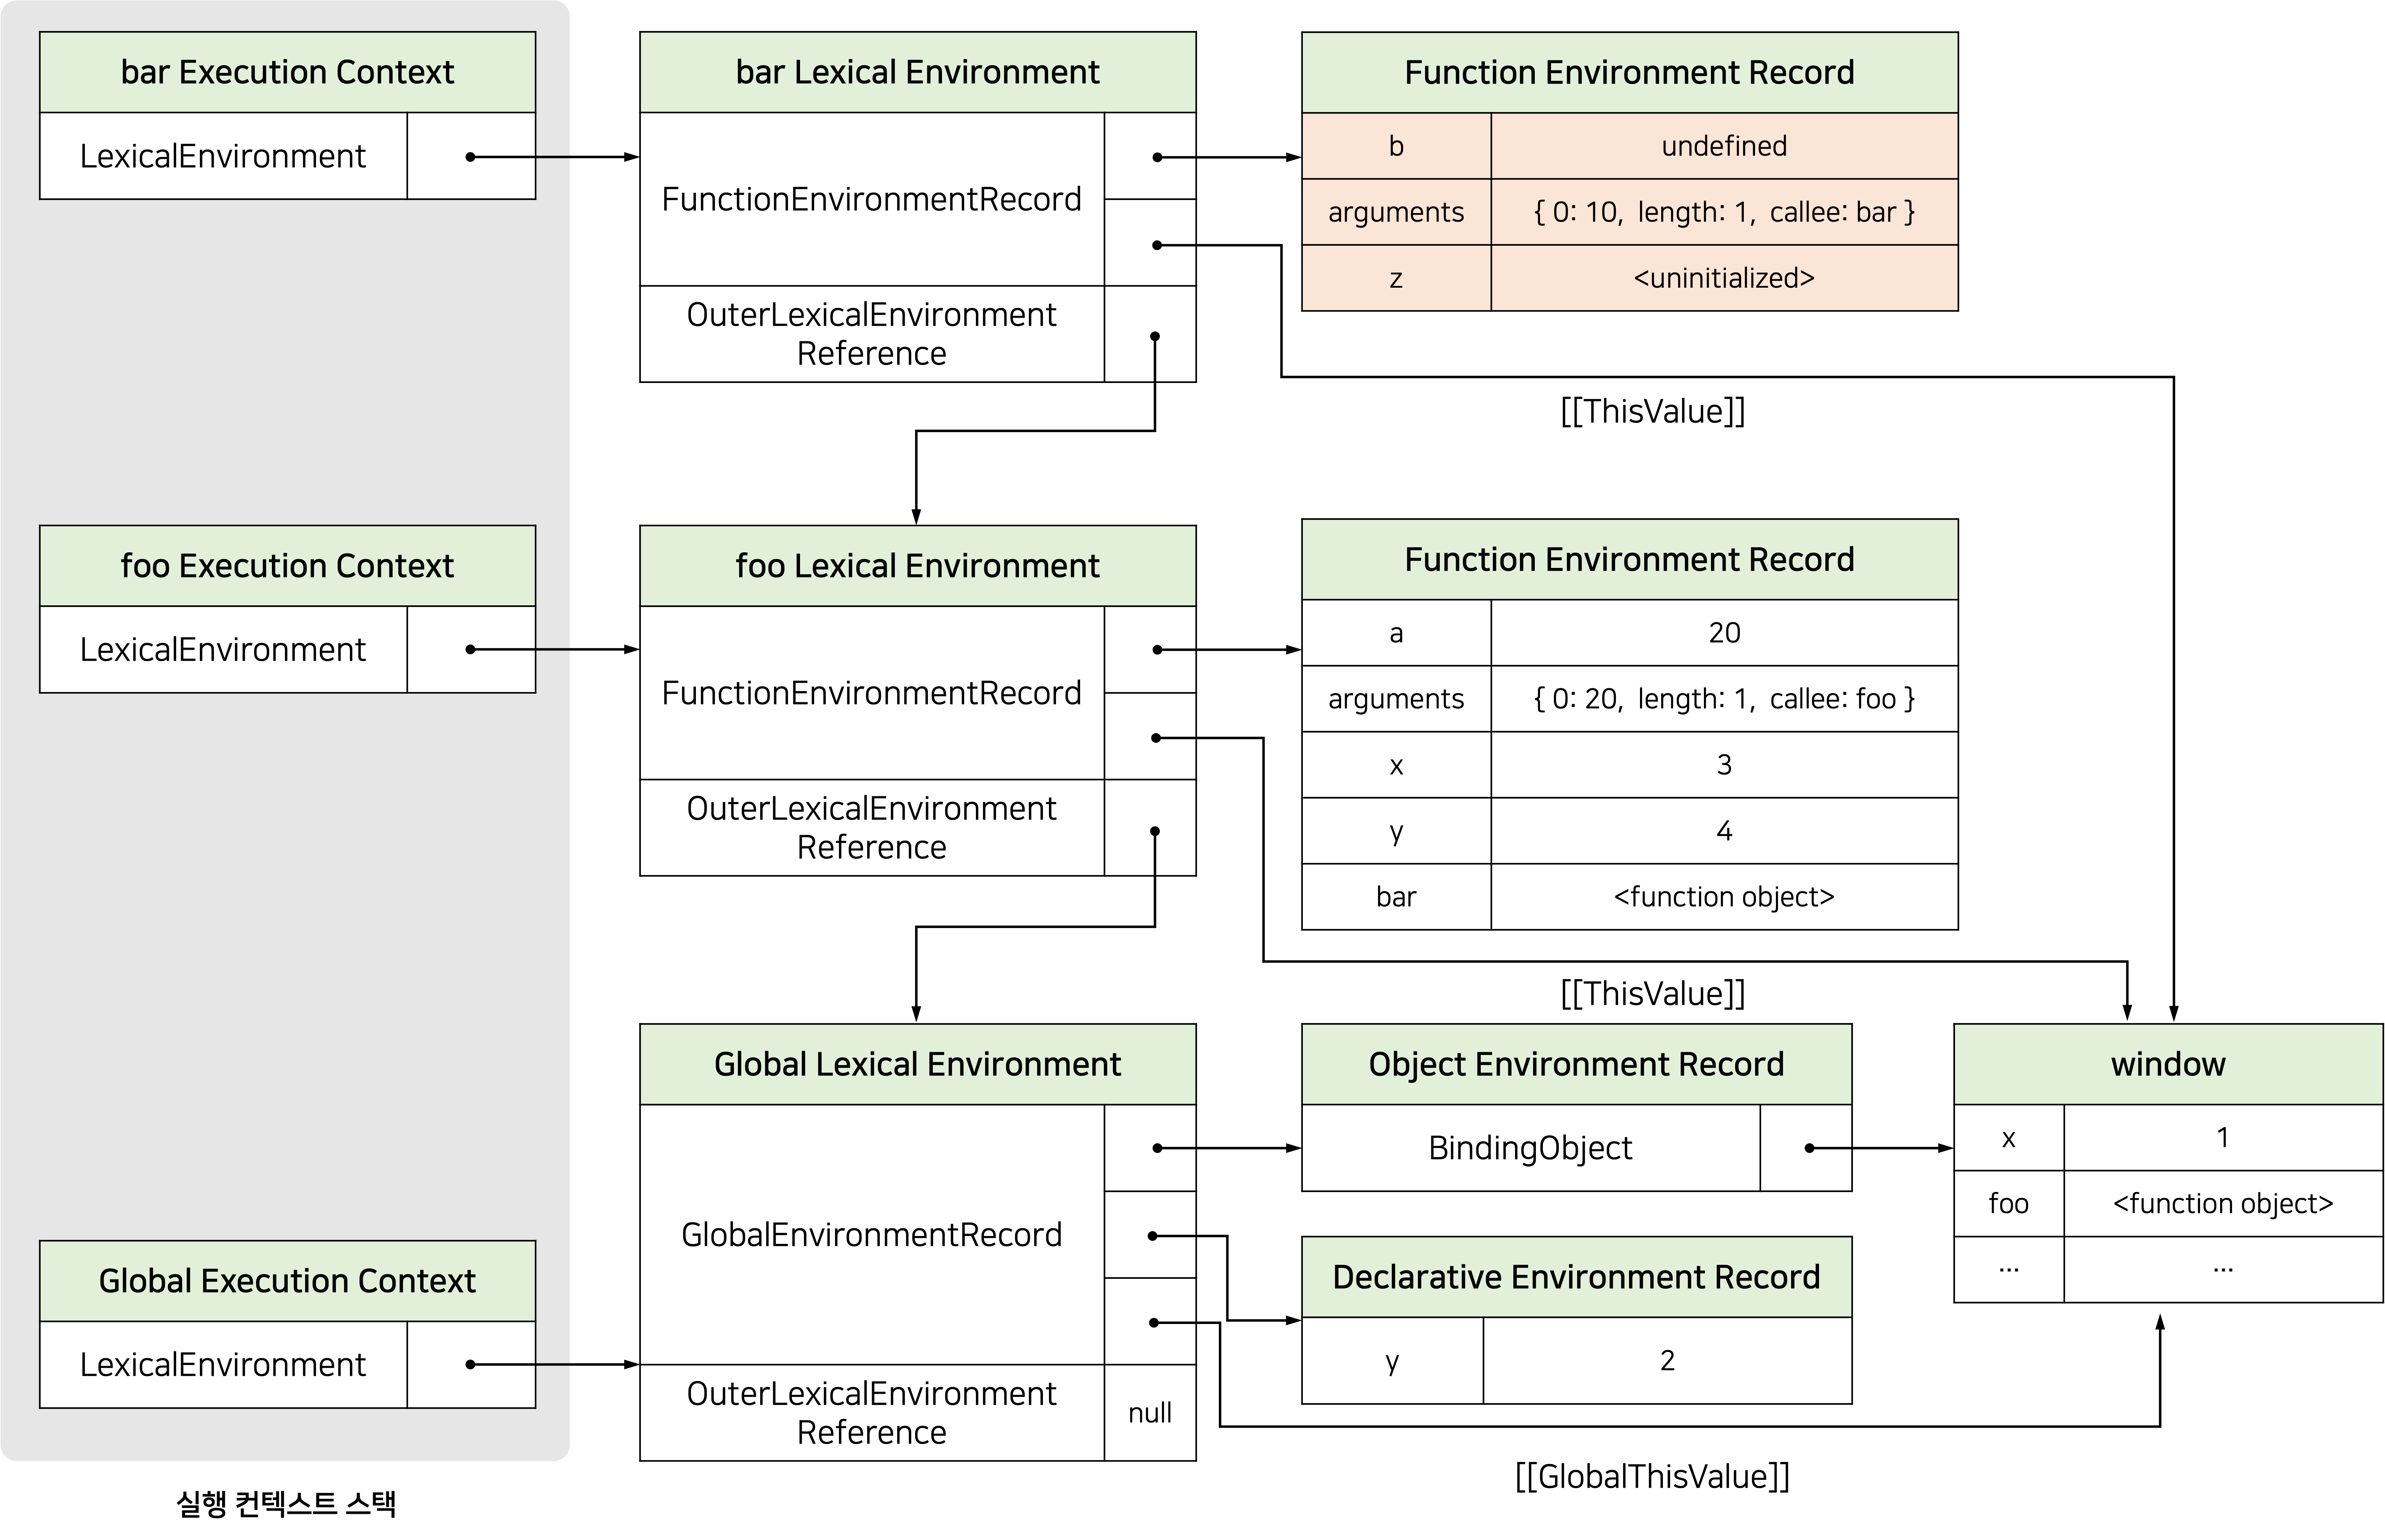 bar Execution Context
LexicalEnvironment
bar Lexical Environment
FunctionEnvironmentRecord
OuterLexicalEnvironment
Reference
Function Environment Record
b undefined
arguments { 0: 10, length: 1, callee: bar }
z <uninitialized>
[[ThisValue]]
foo Execution Context
LexicalEnvironment
foo Lexical Environment
FunctionEnvironmentRecord
OuterLexicalEnvironment
Reference
Function Environment Record
a 20
arguments { 0: 20, length: 1, callee: foo }
x 3
y 4
bar <function object>
[[ThisValue]]
Global Execution Context
LexicalEnvironment
Global Lexical Environment
GlobalEnvironmentRecord
OuterLexicalEnvironment
Reference
null
Object Environment Record
BindingObject
Declarative Environment Record
y 2
window
x 1
foo <function object>
... ...
[[GlobalThisValue]]
실행 컨텍스트 스택